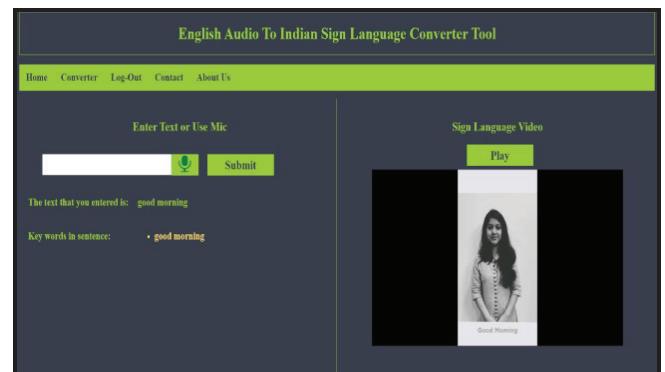 English Audio To Indian Sign Language Converter Tool
Home Converter Log-Out Contact About Us
Enter Text or Use Mic
Submit
The text that you entered is: good morning
Key words in sentence: • good morning
Sign Language Video
Play
Good Morning